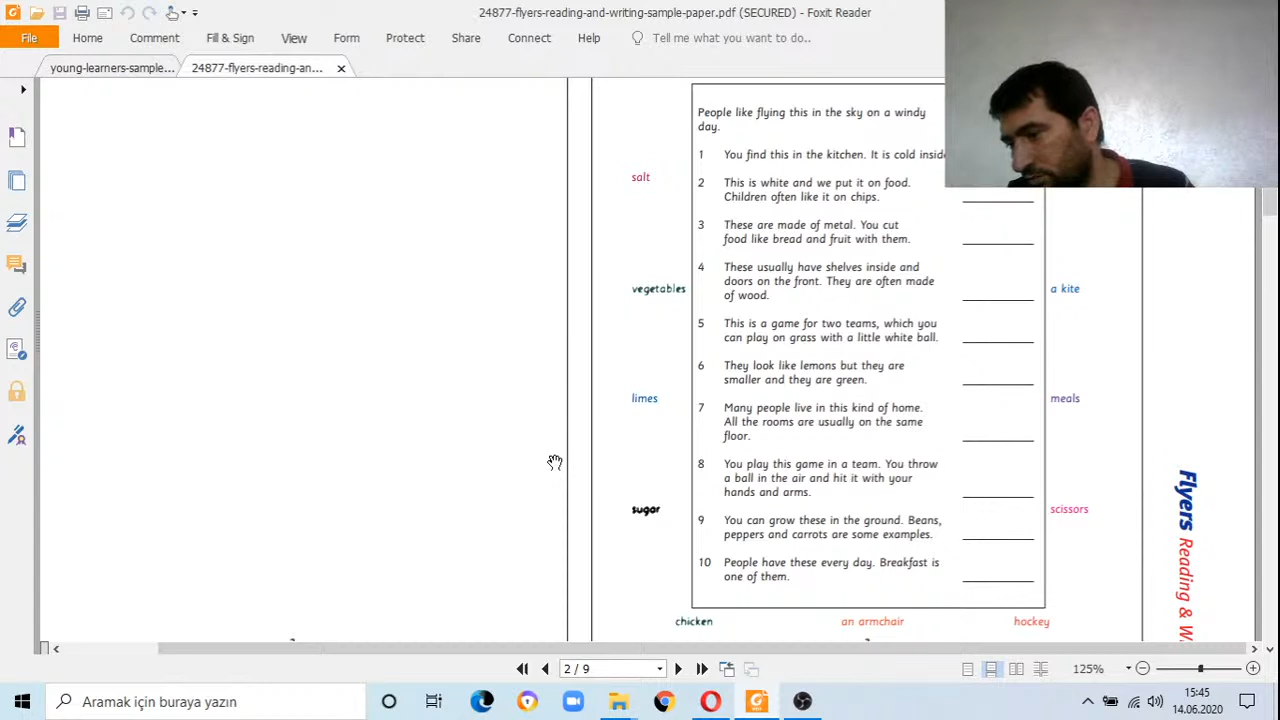 24877-flyers-reading-and-writing-sample-paper.pdf (SECURED) - Foxit Reader
File Home Comment Fill & Sign View Form Protect Share Connect Help Tell me what you want to do..
young-learners-sample... 24877-flyers-reading-an...
People like flying this in the sky on a windy
day.
1 You find this in the kitchen. It is cold inside
salt
2 This is white and we put it on food.
Children often like it on chips.
3 These are made of metal. You cut
food like bread and fruit with them.
4 These usually have shelves inside and
doors on the front. They are often made
of wood.
vegetables
a kite
5 This is a game for two teams, which you
can play on grass with a little white ball.
6 They look like lemons but they are
smaller and they are green.
limes
meals
7 Many people live in this kind of home.
All the rooms are usually on the same
floor.
8 You play this game in a team. You throw
a ball in the air and hit it with your
hands and arms.
sugar
scissors
9 You can grow these in the ground. Beans,
peppers and carrots are some examples.
10 People have these every day. Breakfast is
one of them.
chicken an armchair hockey
Flyers Reading & W
2 / 9
125%
Aramak için buraya yazın
15:45
14.06.2020